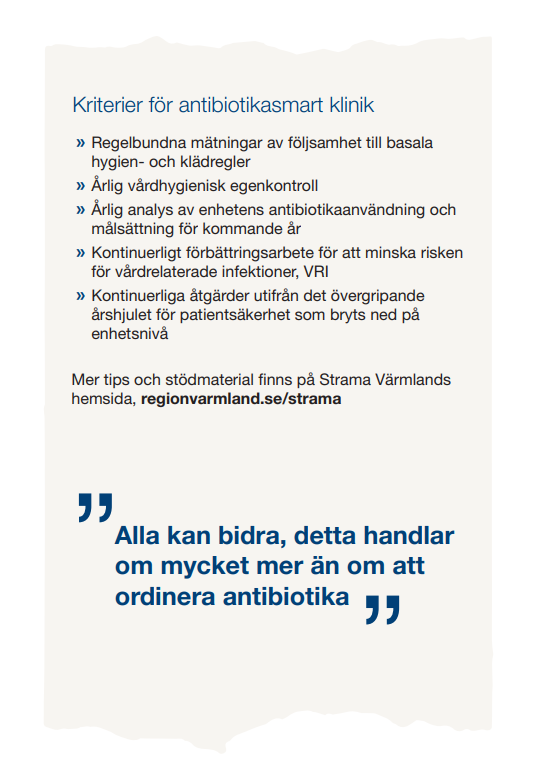 Kriterier för antibiotikasmart klinik
» Regelbundna mätningar av följsamhet till basala
hygien- och klädregler
» Årlig vårdhygienisk egenkontroll
» Årlig analys av enhetens antibiotikaanvändning och
målsättning för kommande år
» Kontinuerligt förbättringsarbete för att minska risken
för vårdrelaterade infektioner, VRI
» Kontinuerliga åtgärder utifrån det övergripande
årshjulet för patientsäkerhet som bryts ned på
enhetsnivå
Mer tips och stödmaterial finns på Strama Värmlands
hemsida, regionvarmland.se/strama
”Alla kan bidra, detta handlar
om mycket mer än om att
ordinera antibiotika”